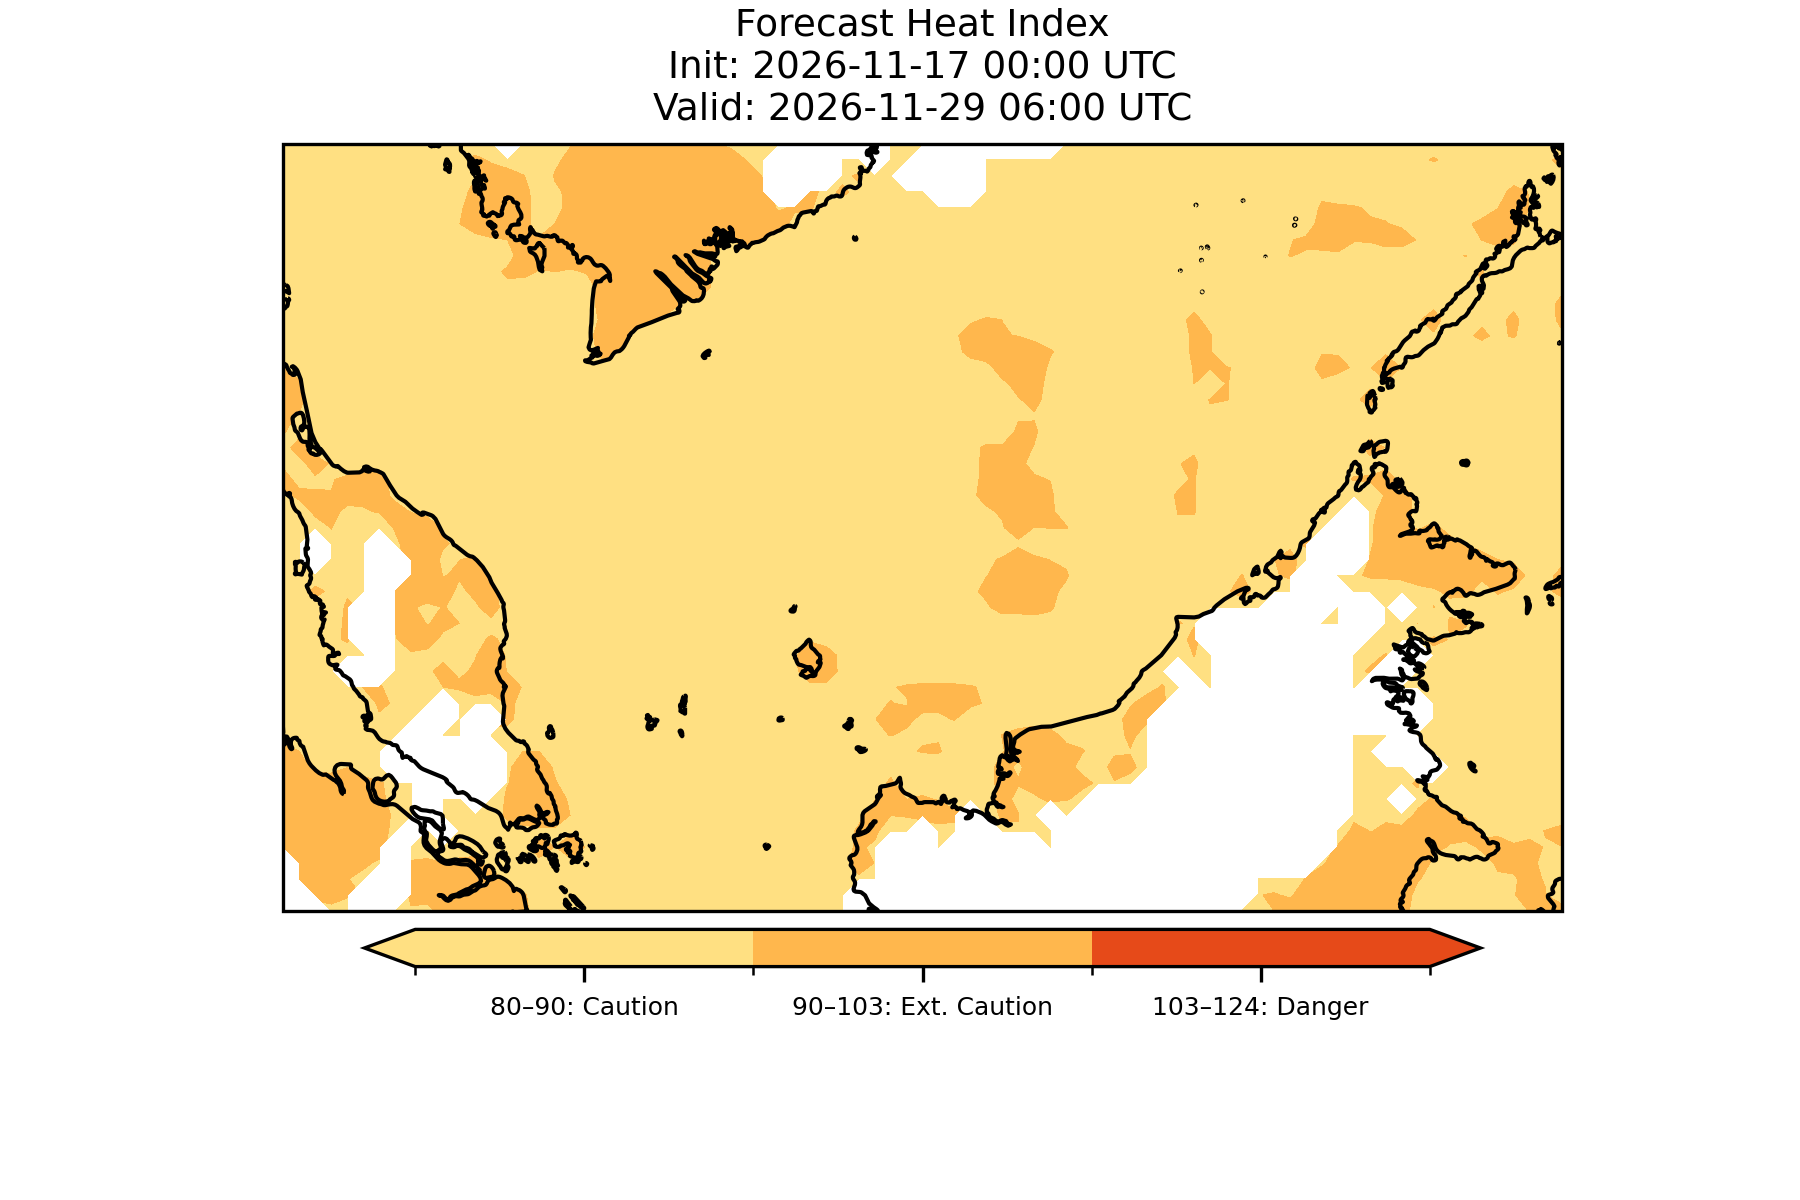 Forecast Heat Index
Init: 2026-11-17 00:00 UTC
Valid: 2026-11-29 06:00 UTC
80–90: Caution
90–103: Ext. Caution
103–124: Danger